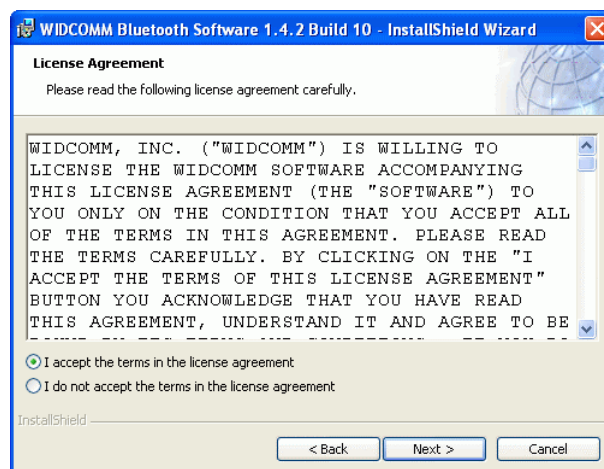 WIDCOMM Bluetooth Software 1.4.2 Build 10 - InstallShield Wizard
License Agreement
Please read the following license agreement carefully.
WIDCOMM, INC. ("WIDCOMM") IS WILLING TO
LICENSE THE WIDCOMM SOFTWARE ACCOMPANYING
THIS LICENSE AGREEMENT (THE "SOFTWARE") TO
YOU ONLY ON THE CONDITION THAT YOU ACCEPT ALL
OF THE TERMS IN THIS AGREEMENT. PLEASE READ
THE TERMS CAREFULLY. BY CLICKING ON THE "I
ACCEPT THE TERMS OF THIS LICENSE AGREEMENT"
BUTTON YOU ACKNOWLEDGE THAT YOU HAVE READ
THIS AGREEMENT, UNDERSTAND IT AND AGREE TO BE
I accept the terms in the license agreement
I do not accept the terms in the license agreement
InstallShield
< Back
Next >
Cancel